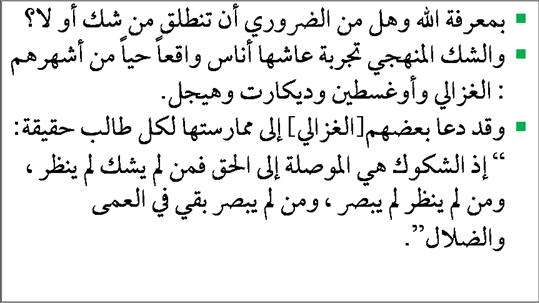 ▪ بمعرفة الله وهل من الضروري أن تنطلق من شك أو لا؟
▪ والشك المنهجي تجربة عاشها أناس واقعاً حياً من أشهرهم
: الغزالي وأوغسطين وديكارت وهيجل.
▪ وقد دعا بعضهم[الغزالي] إلى ممارستها لكل طالب حقيقة:
“ إذ الشكوك هي الموصلة إلى الحق فمن لم يشك لم ينظر ،
ومن لم ينظر لم يبصر ، ومن لم يبصر بقي في العمى
والضلال”.